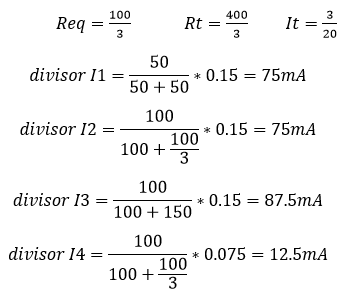 Req = 100/3 Rt = 400/3 It = 3/20
divisor I1 = 50/(50 + 50) * 0.15 = 75mA
divisor I2 = 100/(100 + 100/3) * 0.15 = 75mA
divisor I3 = 100/(100 + 150) * 0.15 = 87.5mA
divisor I4 = 100/(100 + 100/3) * 0.075 = 12.5mA